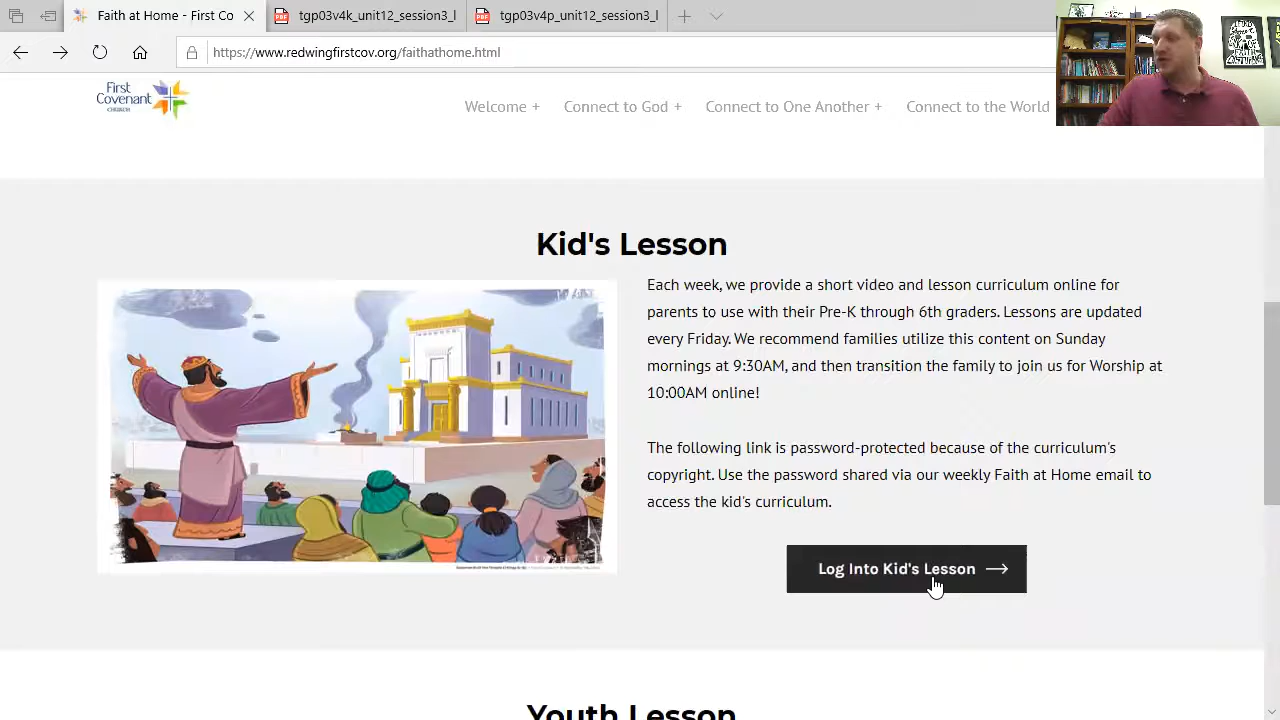 Faith at Home - First Co
tgp03v4k_unit12_session3_l
tgp03v4p_unit12_session3_l
https://www.redwingfirstcov.org/faithathome.html
First
Covenant
CHURCH
Welcome +
Connect to God +
Connect to One Another +
Connect to the World
Kid's Lesson
Each week, we provide a short video and lesson curriculum online for
parents to use with their Pre-K through 6th graders. Lessons are updated
every Friday. We recommend families utilize this content on Sunday
mornings at 9:30AM, and then transition the family to join us for Worship at
10:00AM online!
The following link is password-protected because of the curriculum's
copyright. Use the password shared via our weekly Faith at Home email to
access the kid's curriculum.
Log Into Kid's Lesson
Youth Lesson